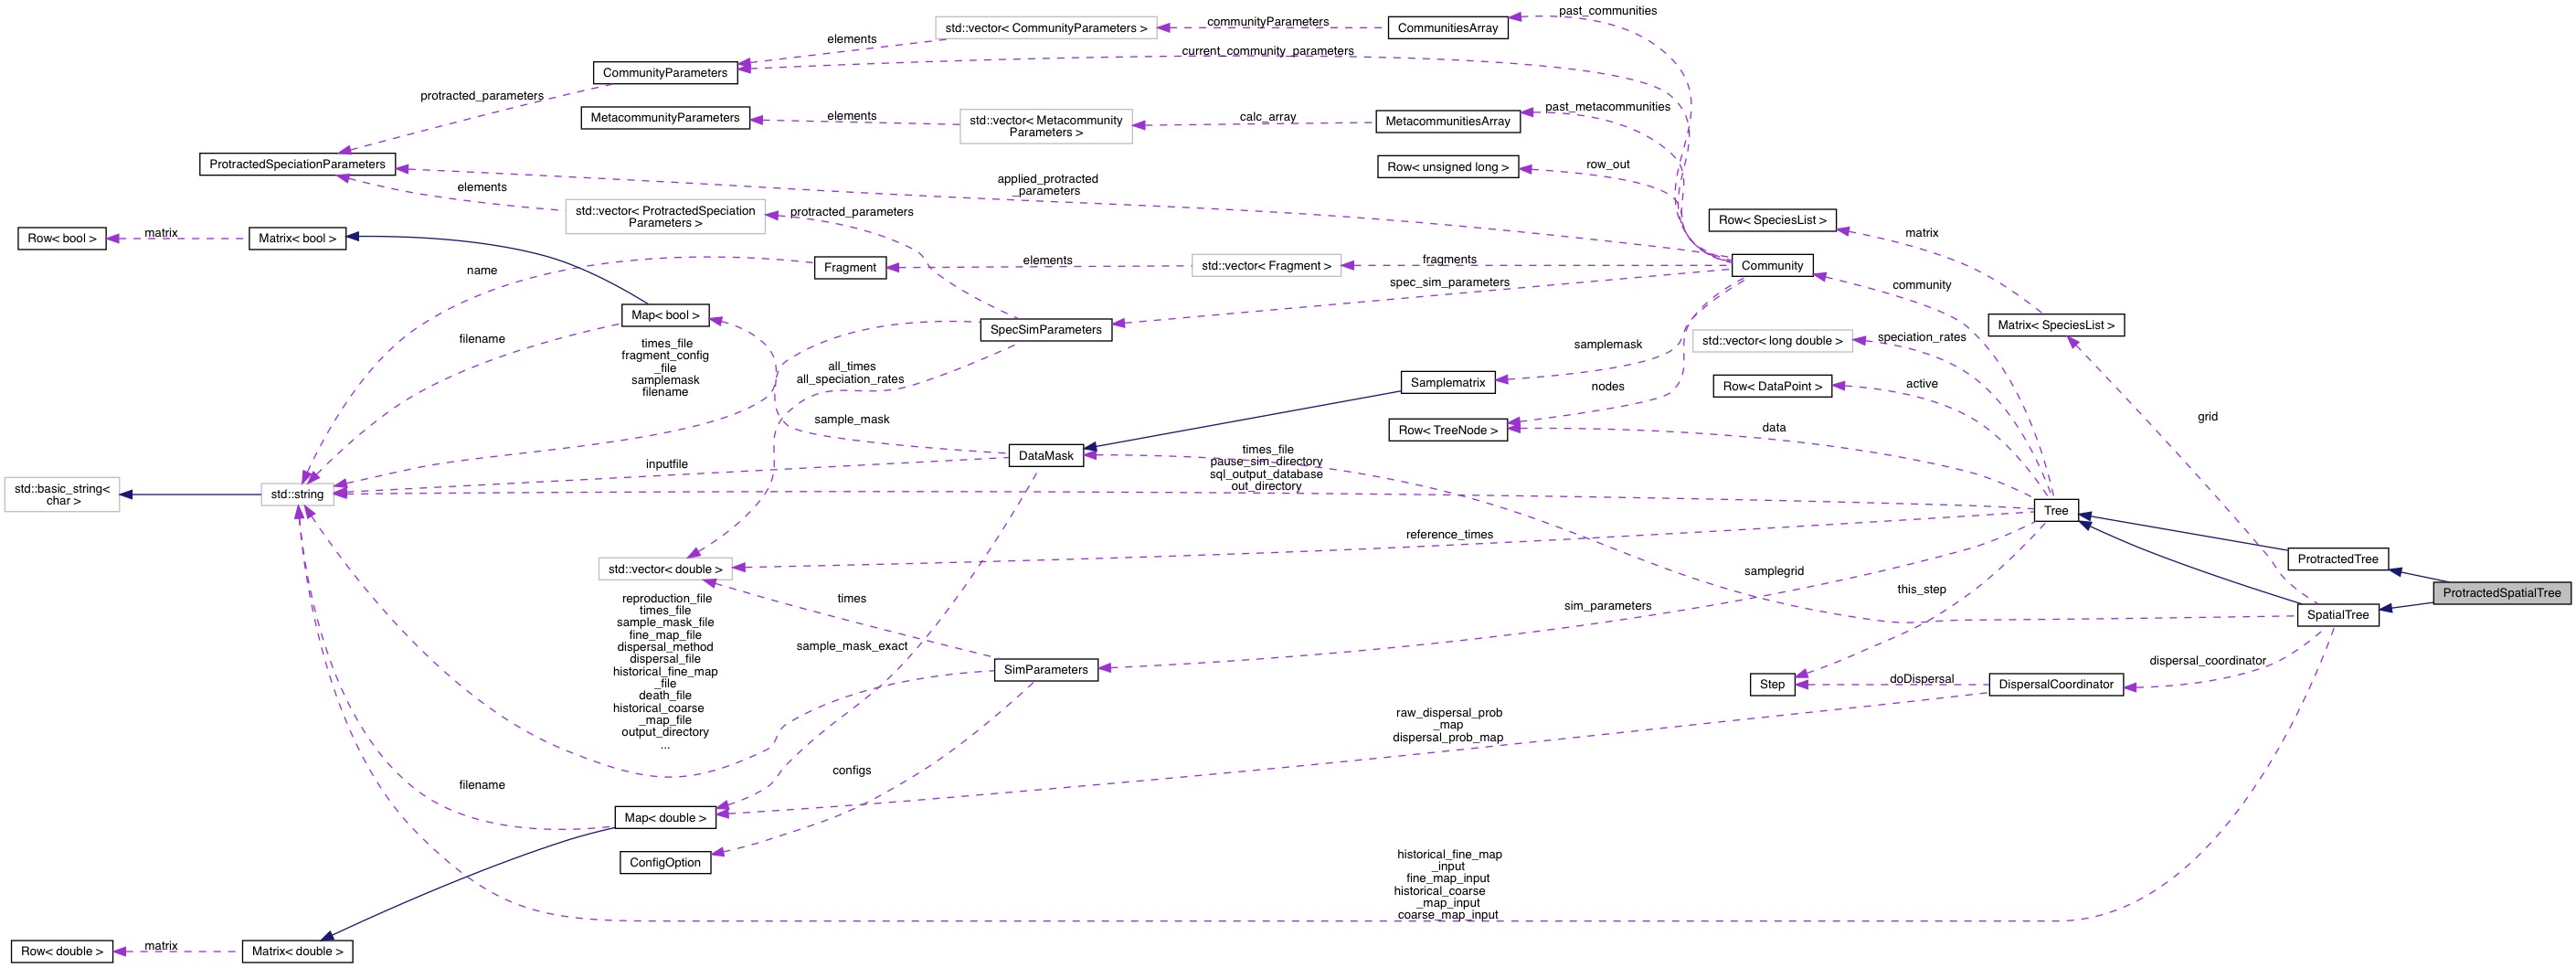 past_communities
std::vector< CommunityParameters >
communityParameters
CommunitiesArray
elements
current_community_parameters
CommunityParameters
protracted_parameters
MetacommunityParameters
elements
std::vector< Metacommunity
Parameters >
calc_array
MetacommunitiesArray
past_metacommunities
ProtractedSpeciationParameters
Row< unsigned long >
row_out
elements
applied_protracted
_parameters
std::vector< ProtractedSpeciation
Parameters >
protracted_parameters
Row< SpeciesList >
matrix
Row< bool >
matrix
Matrix< bool >
name
Fragment
elements
std::vector< Fragment >
fragments
Community
spec_sim_parameters
community
Map< bool >
filename
SpecSimParameters
Matrix< SpeciesList >
times_file
fragment_config
_file
samplemask
filename
all_times
all_speciation_rates
samplemask
std::vector< long double >
speciation_rates
Samplematrix
nodes
Row< DataPoint >
active
sample_mask
Row< TreeNode >
data
grid
inputfile
DataMask
times_file
pause_sim_directory
sql_output_database
out_directory
std::basic_string<
char >
std::string
Tree
reference_times
ProtractedTree
std::vector< double >
samplegrid
this_step
ProtractedSpatialTree
reproduction_file
times_file
sample_mask_file
fine_map_file
dispersal_method
dispersal_file
historical_fine_map
_file
death_file
historical_coarse
_map_file
output_directory
...
times
sim_parameters
SpatialTree
sample_mask_exact
SimParameters
dispersal_coordinator
Step
doDispersal
DispersalCoordinator
raw_dispersal_prob
_map
dispersal_prob_map
configs
filename
Map< double >
ConfigOption
historical_fine_map
_input
fine_map_input
historical_coarse
_map_input
coarse_map_input
Row< double >
matrix
Matrix< double >